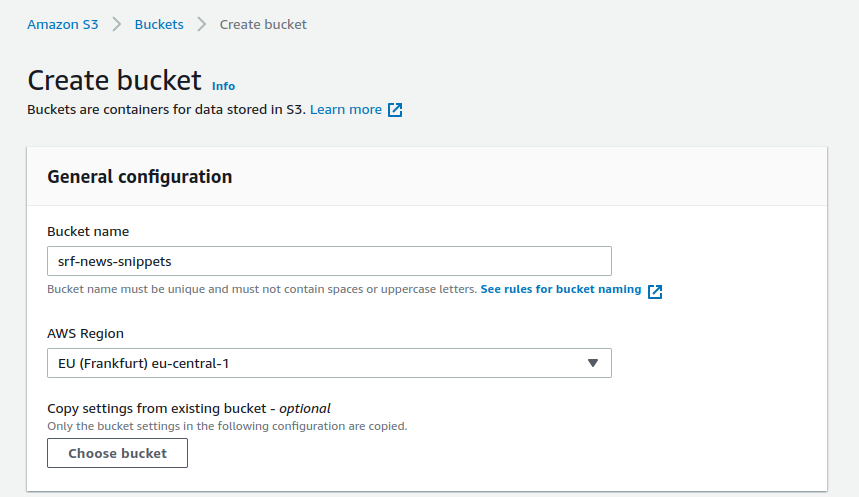 Amazon S3 > Buckets > Create bucket
Create bucket Info
Buckets are containers for data stored in S3. Learn more
General configuration
Bucket name
srf-news-snippets
Bucket name must be unique and must not contain spaces or uppercase letters. See rules for bucket naming
AWS Region
EU (Frankfurt) eu-central-1
Copy settings from existing bucket - optional
Only the bucket settings in the following configuration are copied.
Choose bucket